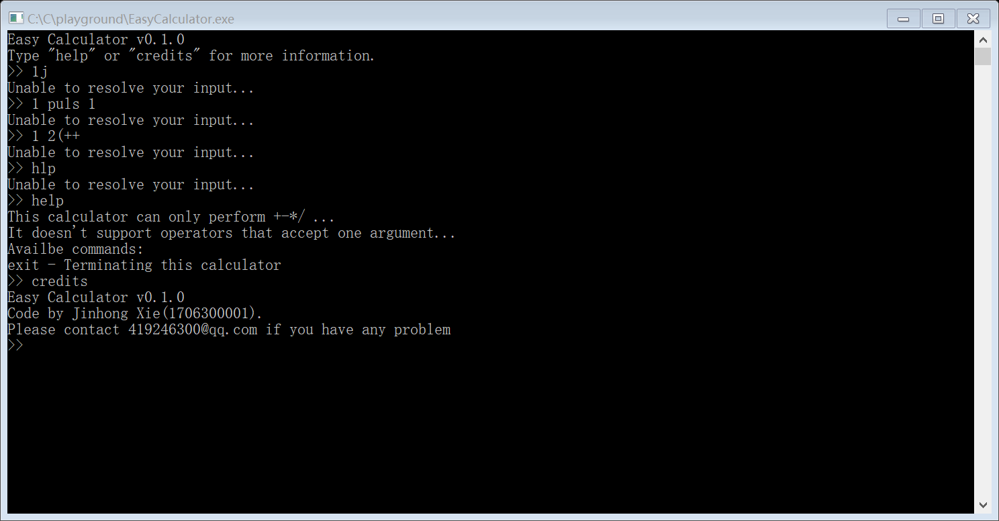 C:\C\playground\EasyCalculator.exe
Easy Calculator v0.1.0
Type "help" or "credits" for more information.
>> 1j
Unable to resolve your input...
>> 1 puls 1
Unable to resolve your input...
>> 1 2(++
Unable to resolve your input...
>> hlp
Unable to resolve your input...
>> help
This calculator can only perform +-*/ ...
It doesn't support operators that accept one argument...
Availbe commands:
exit - Terminating this calculator
>> credits
Easy Calculator v0.1.0
Code by Jinhong Xie(1706300001).
Please contact 419246300@qq.com if you have any problem
>>